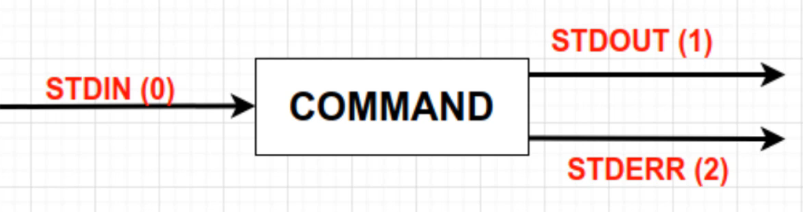 STDIN (0)
COMMAND
STDOUT (1)
STDERR (2)